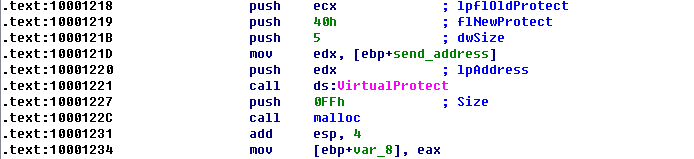 .text:10001218 push ecx ; lpflOldProtect
.text:10001219 push 40h ; flNewProtect
.text:1000121B push 5 ; dwSize
.text:1000121D mov edx, [ebp+send_address]
.text:10001220 push edx ; lpAddress
.text:10001221 call ds:VirtualProtect
.text:10001227 push 0FFh ; Size
.text:1000122C call malloc
.text:10001231 add esp, 4
.text:10001234 mov [ebp+var_8], eax